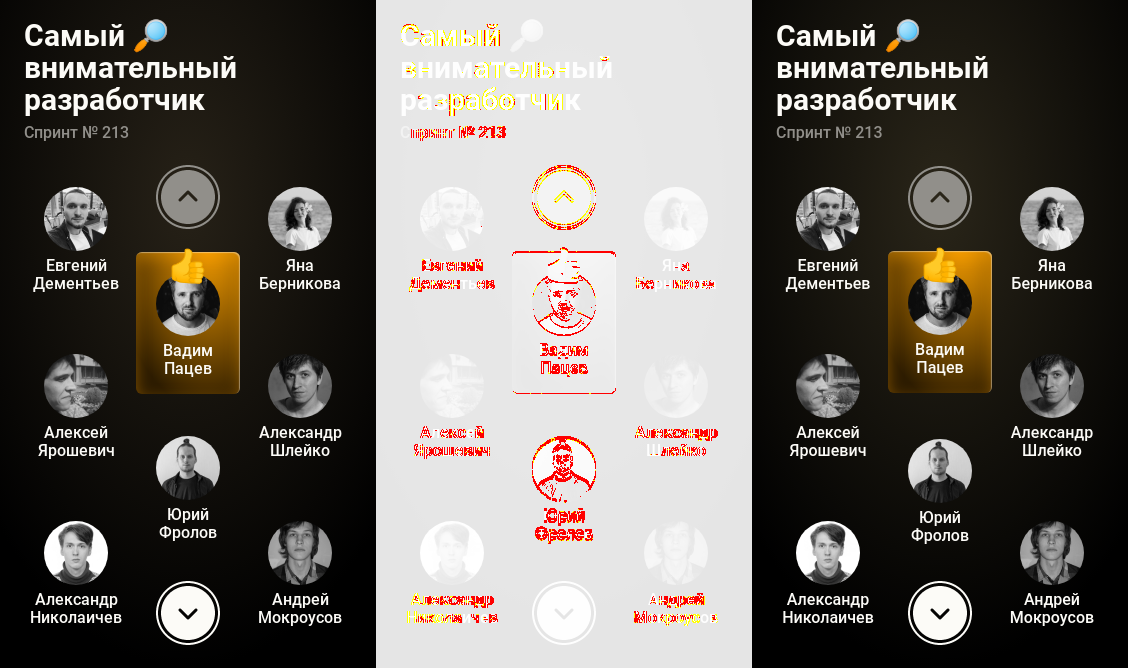 Самый 🔎
внимательный
разработчик
Спринт № 213
Евгений
Дементьев
Яна
Берникова
Вадим
Пацев
Алексей
Ярошевич
Александр
Шлейко
Юрий
Фролов
Александр
Николаичев
Андрей
Мокроусов
Самый
внимательный
разработчик
Спринт № 213
Евгений
Дементьев
Яна
Берникова
Вадим
Пацев
Алексей
Ярошевич
Александр
Шлейко
Юрий
Фролов
Александр
Николаичев
Андрей
Мокроусов
Самый 🔎
внимательный
разработчик
Спринт № 213
Евгений
Дементьев
Яна
Берникова
Вадим
Пацев
Алексей
Ярошевич
Александр
Шлейко
Юрий
Фролов
Александр
Николаичев
Андрей
Мокроусов